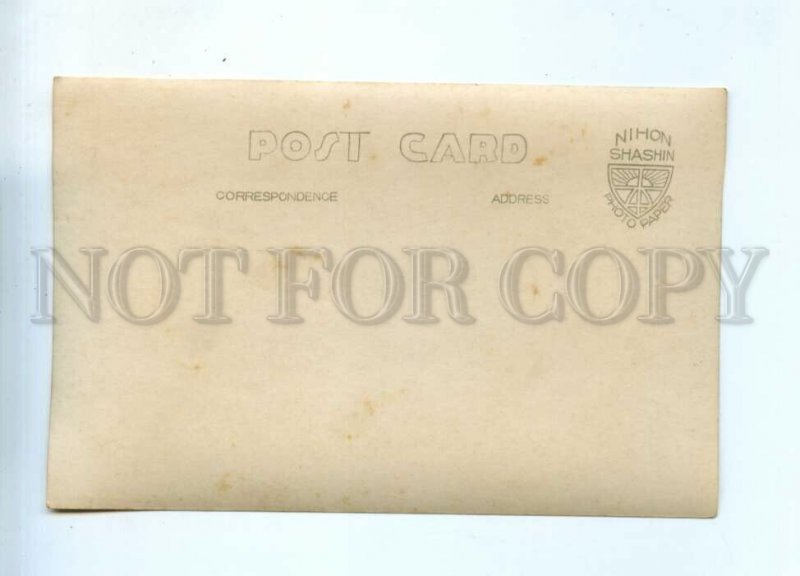 POST CARD
NIHON
SHASHIN
PHOTO PAPER
CORRESPONDENCE
ADDRESS
NOT FOR COPY